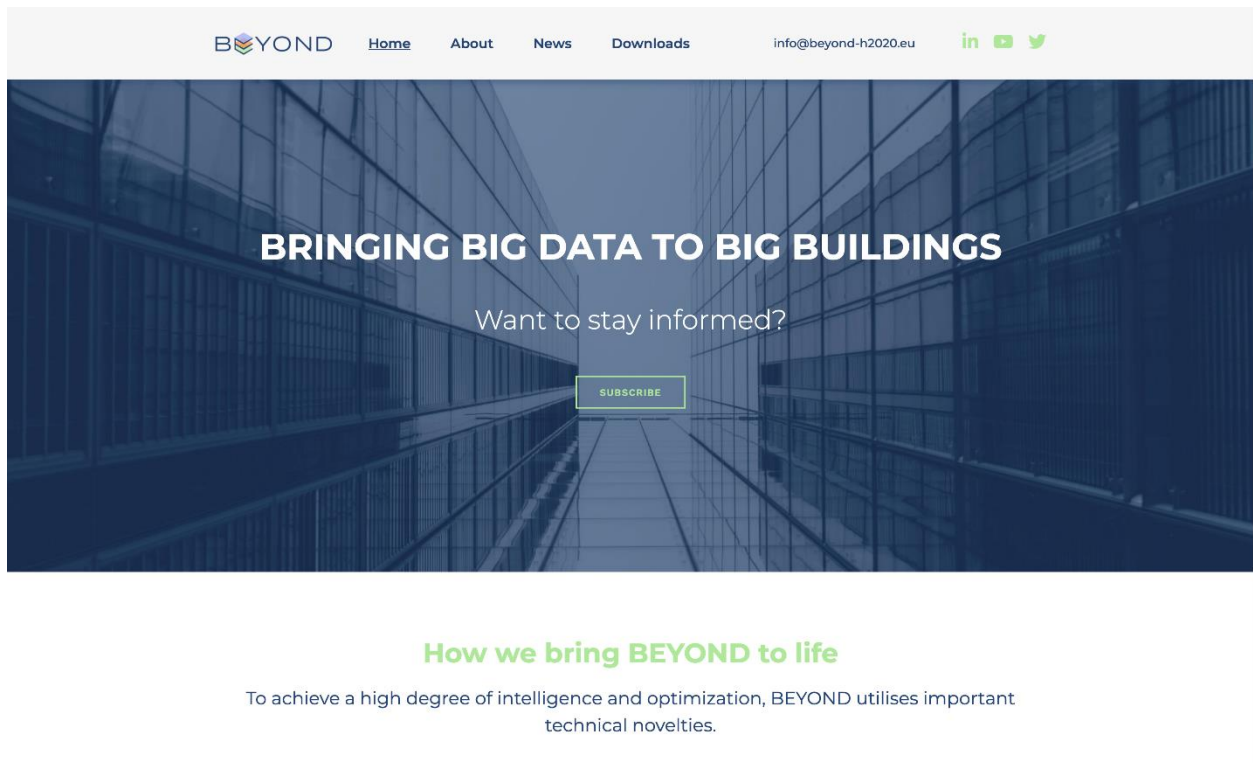 BEYOND Home About News Downloads info@beyond-h2020.eu in
BRINGING BIG DATA TO BIG BUILDINGS
Want to stay informed?
SUBSCRIBE
How we bring BEYOND to life
To achieve a high degree of intelligence and optimization, BEYOND utilises important
technical novelties.